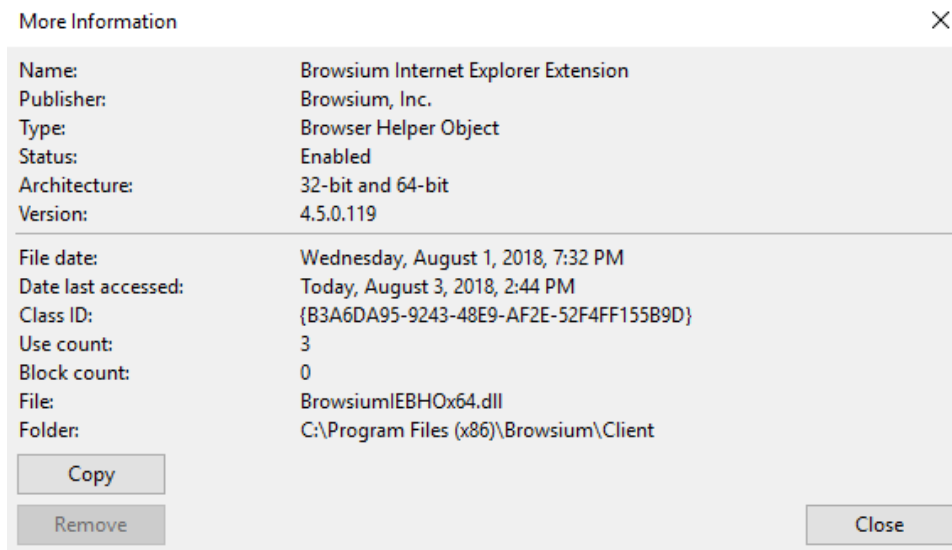 More Information
Name: Browsium Internet Explorer Extension
Publisher: Browsium, Inc.
Type: Browser Helper Object
Status: Enabled
Architecture: 32-bit and 64-bit
Version: 4.5.0.119
File date: Wednesday, August 1, 2018, 7:32 PM
Date last accessed: Today, August 3, 2018, 2:44 PM
Class ID: {B3A6DA95-9243-48E9-AF2E-52F4FF155B9D}
Use count: 3
Block count: 0
File: BrowsiumIEBHOx64.dll
Folder: C:\Program Files (x86)\Browsium\Client
Copy
Remove Close